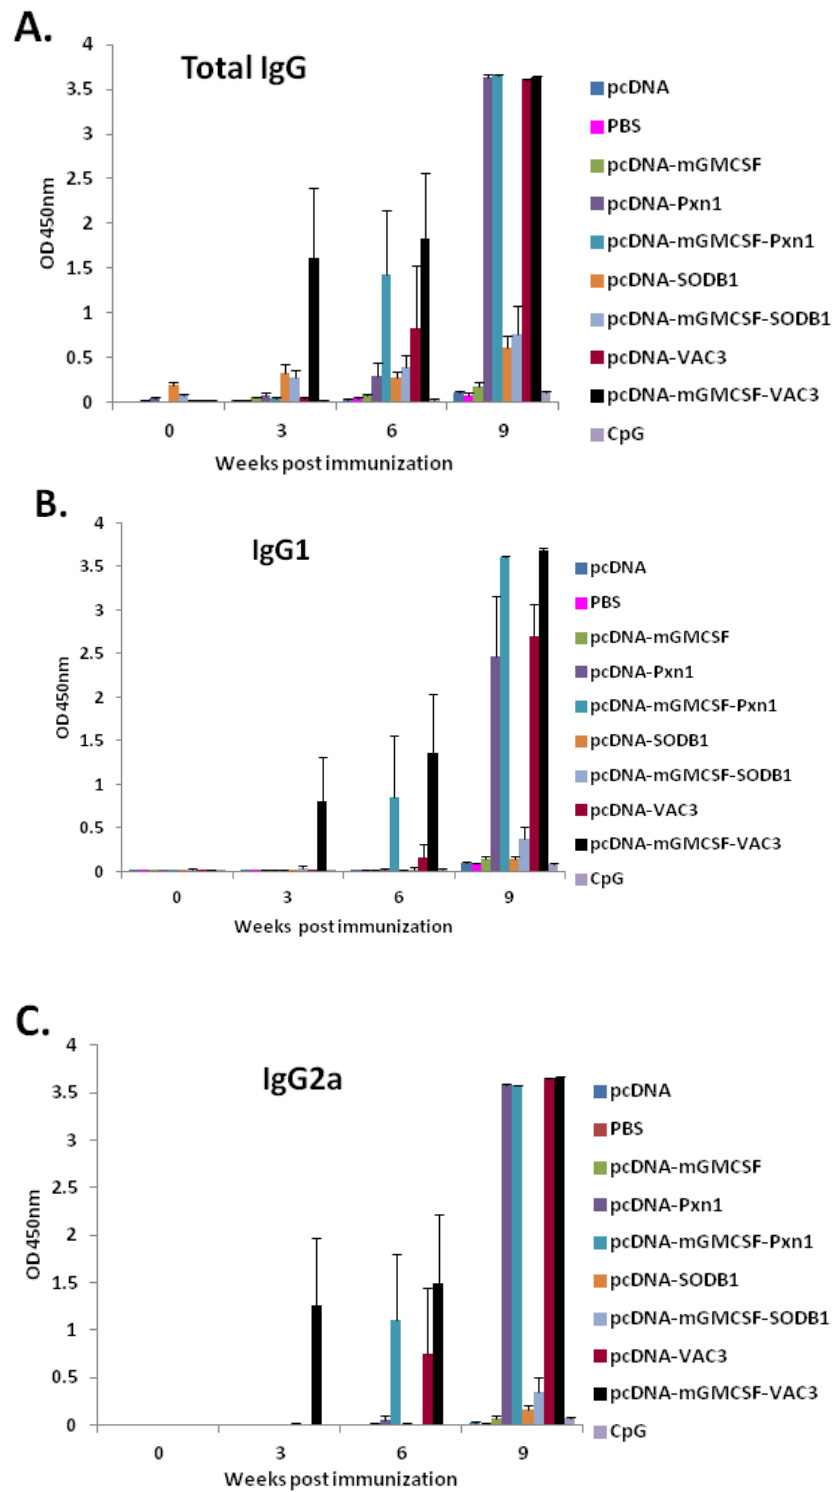 A.
Total IgG
4
3.5
3
2.5
2
1.5
1
0.5
0
OD 450nm
0 3 6 9
Weeks post immunization
pcDNA
PBS
pcDNA-mGMCSF
pcDNA-Pxn1
pcDNA-mGMCSF-Pxn1
pcDNA-SODB1
pcDNA-mGMCSF-SODB1
pcDNA-VAC3
pcDNA-mGMCSF-VAC3
CpG
B.
IgG1
4
3.5
3
2.5
2
1.5
1
0.5
0
OD 450nm
0 3 6 9
Weeks post immunization
pcDNA
PBS
pcDNA-mGMCSF
pcDNA-Pxn1
pcDNA-mGMCSF-Pxn1
pcDNA-SODB1
pcDNA-mGMCSF-SODB1
pcDNA-VAC3
pcDNA-mGMCSF-VAC3
CpG
C.
IgG2a
4
3.5
3
2.5
2
1.5
1
0.5
0
OD 450nm
0 3 6 9
Weeks post immunization
pcDNA
PBS
pcDNA-mGMCSF
pcDNA-Pxn1
pcDNA-mGMCSF-Pxn1
pcDNA-SODB1
pcDNA-mGMCSF-SODB1
pcDNA-VAC3
pcDNA-mGMCSF-VAC3
CpG